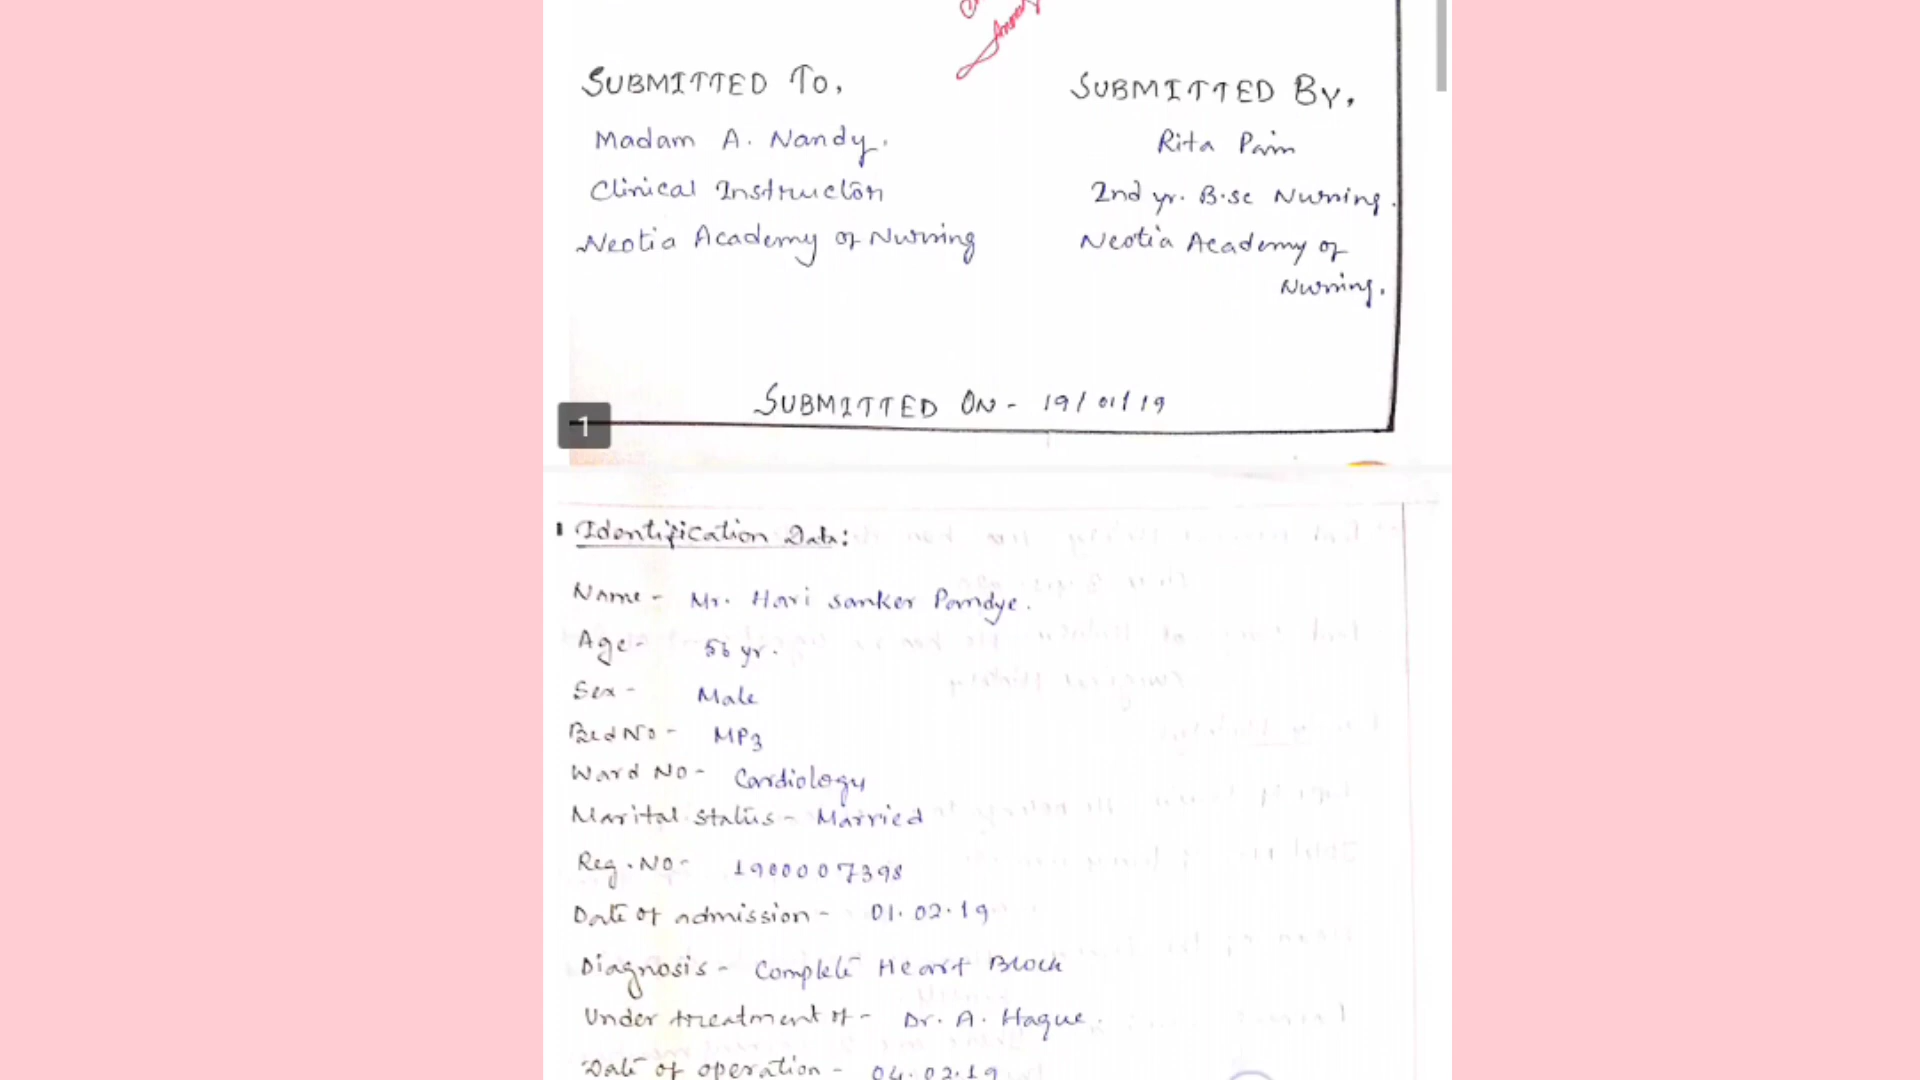 SUBMITTED TO,
Madam A. Nandy.
Clinical Instructor
Neotia Academy of Nursing
SUBMITTED BY,
Rita Pain
2nd yr. B.sc Nursing.
Neotia Academy of
Nursing.
SUBMITTED ON - 19/01/19
1
Identification Data:
Name - Mr. Hari sanker Pandye.
Age - 56 yr.
Sex - Male
Bed No - MP3
Ward No - Cardiology
Marital status - Married
Reg. No - 1900007398
Date of admission - 01.02.19
Diagnosis - Complete Heart Block
Under treatment of - Dr. A. Haque.
Date of operation - 04.02.19